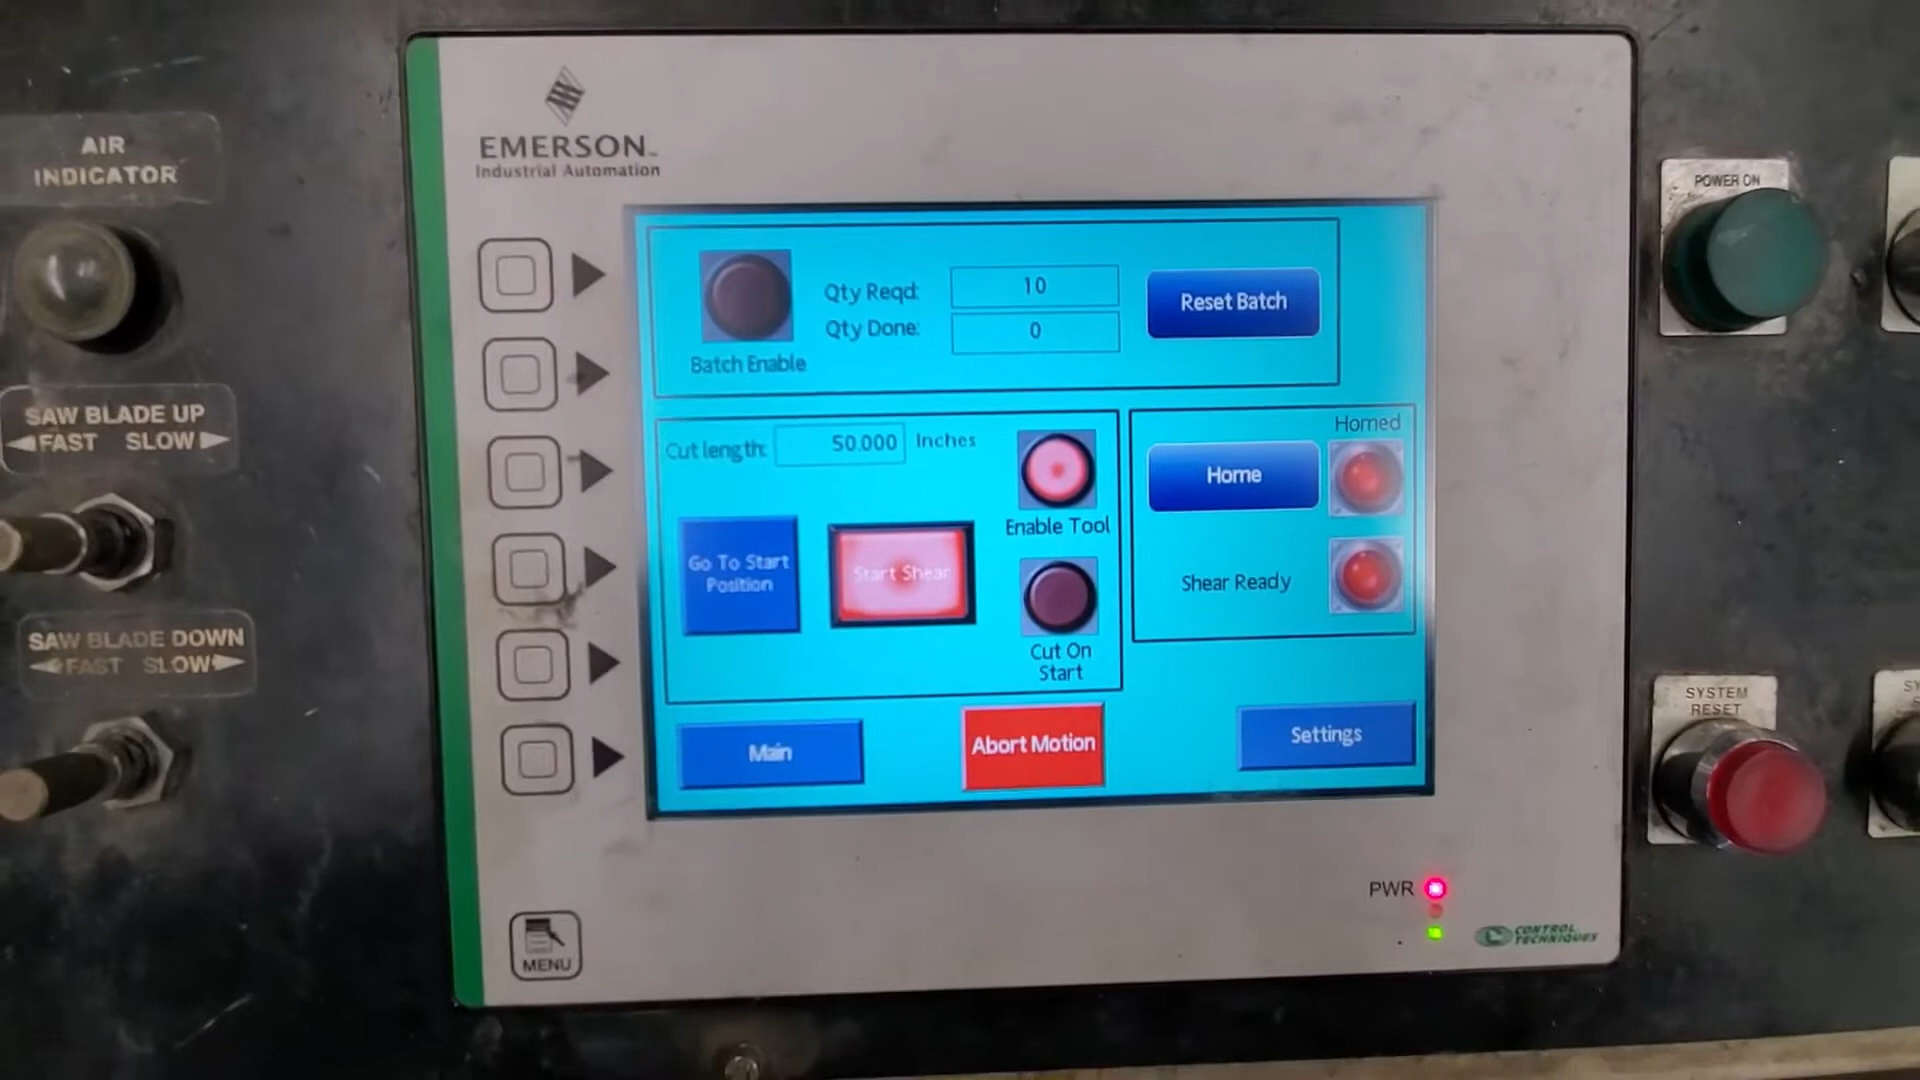 AIR
INDICATOR
SAW BLADE UP
FAST SLOW
SAW BLADE DOWN
FAST SLOW
EMERSON™
Industrial Automation
Batch Enable
Qty Reqd: 10
Qty Done: 0
Reset Batch
Cut length: 50.000 Inches
Go To Start
Position
Start Shear
Enable Tool
Cut On
Start
Homed
Home
Shear Ready
Main
Abort Motion
Settings
MENU
PWR
CONTROL
TECHNIQUES
POWER ON
SYSTEM
RESET